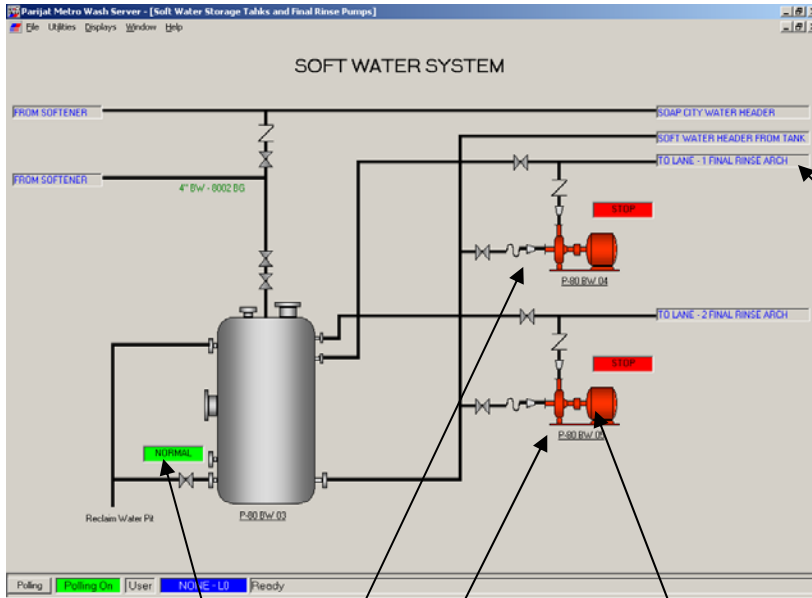 Parijat Metro Wash Server - [Soft Water Storage Tahks and Final Rinse Pumps]
File Utilities Displays Window Help
SOFT WATER SYSTEM
FROM SOFTENER
SOAP CITY WATER HEADER
SOFT WATER HEADER FROM TANK
TO LANE - 1 FINAL RINSE ARCH
FROM SOFTENER
4" BW - 8002 BG
STOP
P-80 BW 04
TO LANE - 2 FINAL RINSE ARCH
STOP
P-80 BW 05
NORMAL
Reclaim Water Pit
P-80 BW 03
Polling Polling On User NONE - L0 Ready